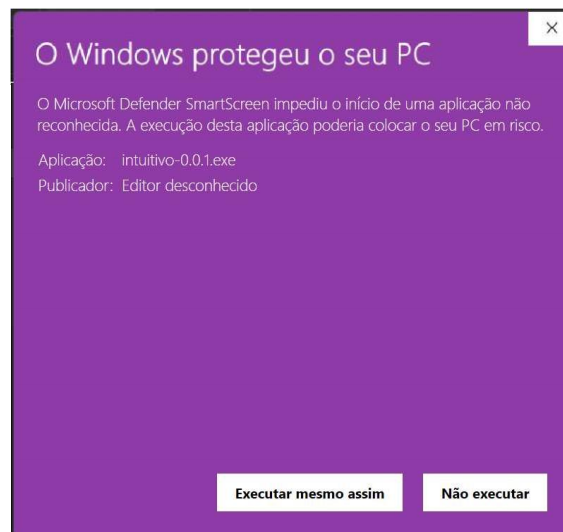 O Windows protegeu o seu PC
O Microsoft Defender SmartScreen impediu o início de uma aplicação não
reconhecida. A execução desta aplicação poderia colocar o seu PC em risco.
Aplicação: intuitivo-0.0.1.exe
Publicador: Editor desconhecido
Executar mesmo assim Não executar